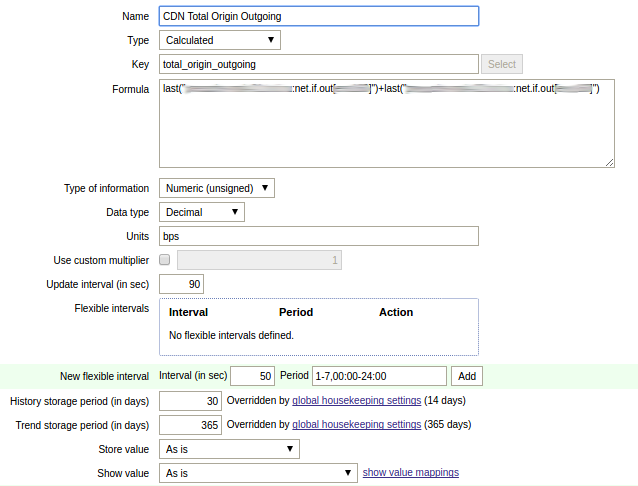 Name CDN Total Origin Outgoing
Type Calculated
Key total_origin_outgoing Select
Formula last(":net.if.out[]")+last(":net.if.out[]")
Type of information Numeric (unsigned)
Data type Decimal
Units bps
Use custom multiplier 1
Update interval (in sec) 90
Flexible intervals Interval Period Action
No flexible intervals defined.
New flexible interval Interval (in sec) 50 Period 1-7,00:00-24:00 Add
History storage period (in days) 30 Overridden by global housekeeping settings (14 days)
Trend storage period (in days) 365 Overridden by global housekeeping settings (365 days)
Store value As is
Show value As is show value mappings